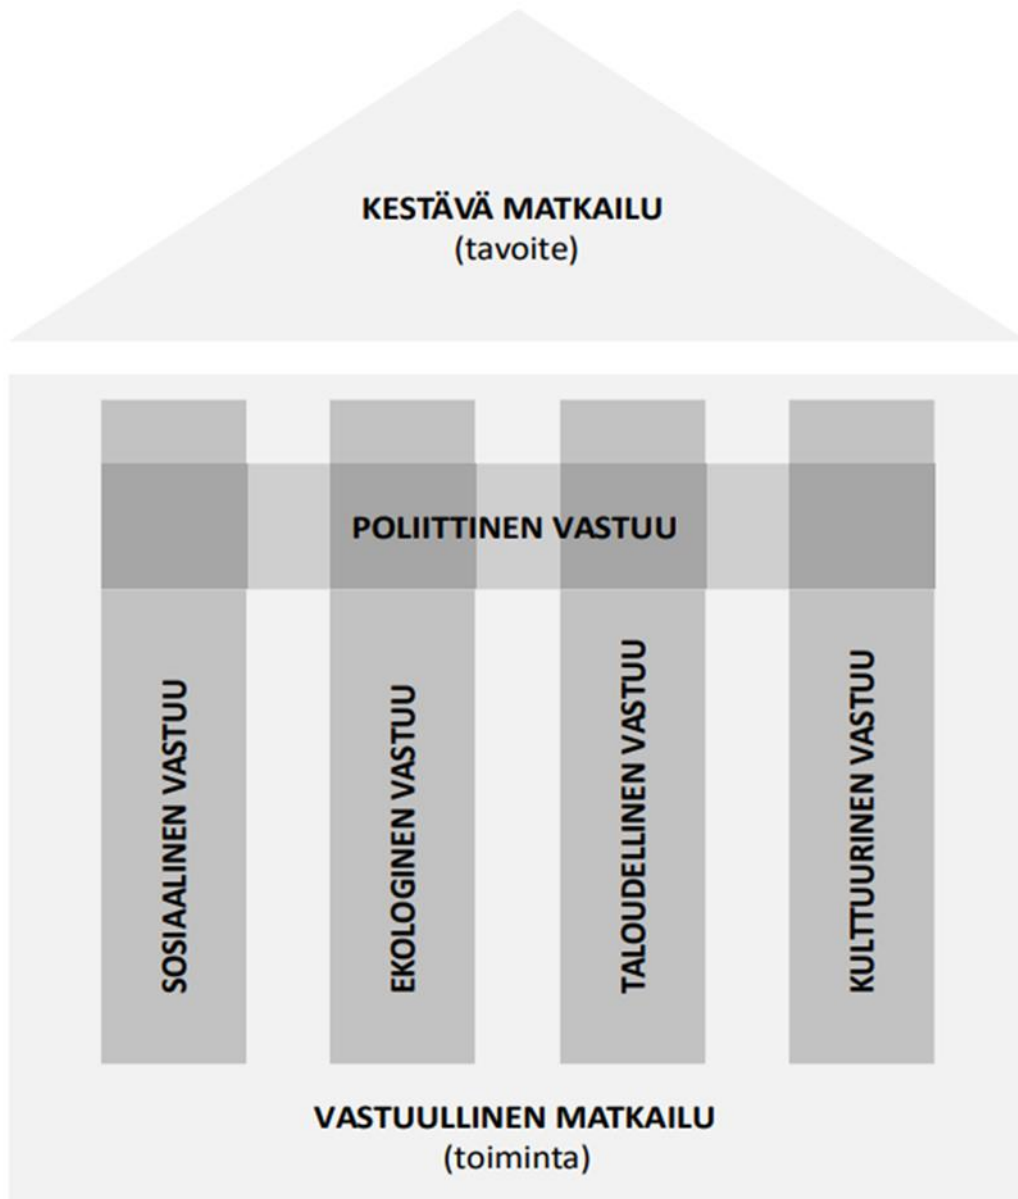 KESTÄVÄ MATKAILU
(tavoite)
POLIITTINEN VASTUU
SOSIAALINEN VASTUU
EKOLOGINEN VASTUU
TALOUDELLINEN VASTUU
KULTTUURINEN VASTUU
VASTUULLINEN MATKAILU
(toiminta)